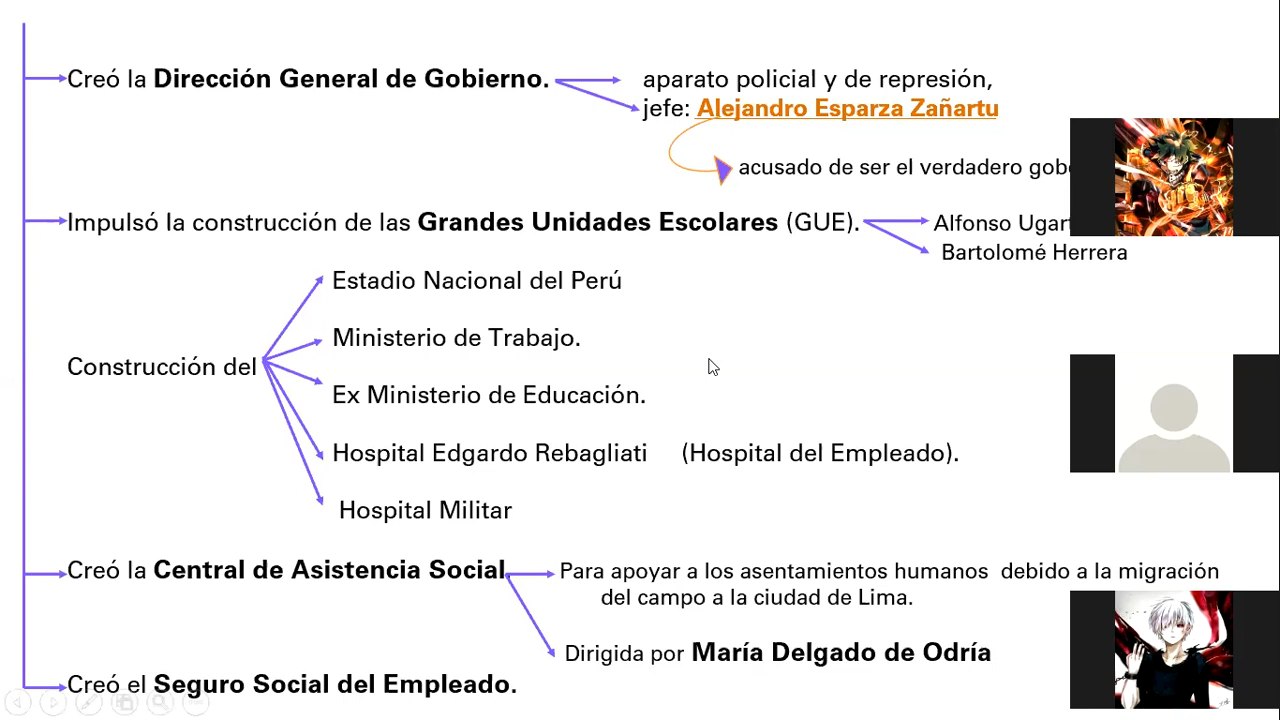 Creó la Dirección General de Gobierno.
aparato policial y de represión,
jefe: Alejandro Esparza Zañartu
acusado de ser el verdadero
Impulsó la construcción de las Grandes Unidades Escolares (GUE).
Alfonso
Bartolomé Herrera
Estadio Nacional del Perú
Ministerio de Trabajo.
Construcción del
Ex Ministerio de Educación.
Hospital Edgardo Rebagliati (Hospital del Empleado).
Hospital Militar
Creó la Central de Asistencia Social.
Para apoyar a los asentamientos humanos debido a la migración
del campo a la ciudad de Lima.
Dirigida por María Delgado de Odría
Creó el Seguro Social del Empleado.